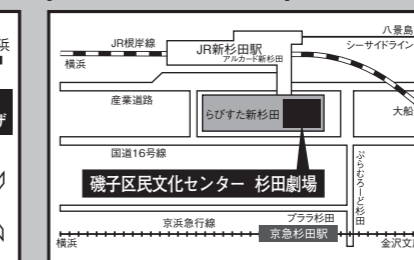 浜
ザ
八景島
JR根岸線
JR新杉田駅
シーサイドライン
アルカード新杉田
横浜
産業道路
らびすた新杉田
大船
国道16号線
ぷらむろーど杉田
磯子区民文化センター 杉田劇場
プララ杉田
京浜急行線
京急杉田駅
横浜
金沢文